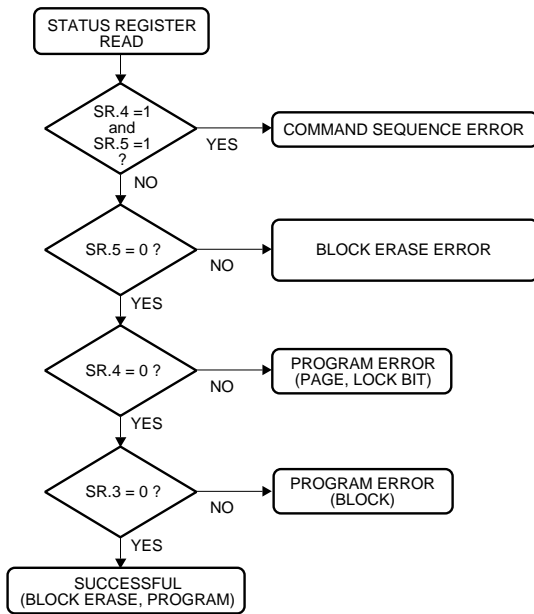 STATUS REGISTER
READ
SR.4 =1
and
SR.5 =1
?
YES
COMMAND SEQUENCE ERROR
NO
SR.5 = 0 ?
NO
BLOCK ERASE ERROR
YES
SR.4 = 0 ?
NO
PROGRAM ERROR
(PAGE, LOCK BIT)
YES
SR.3 = 0 ?
NO
PROGRAM ERROR
(BLOCK)
YES
SUCCESSFUL
(BLOCK ERASE, PROGRAM)